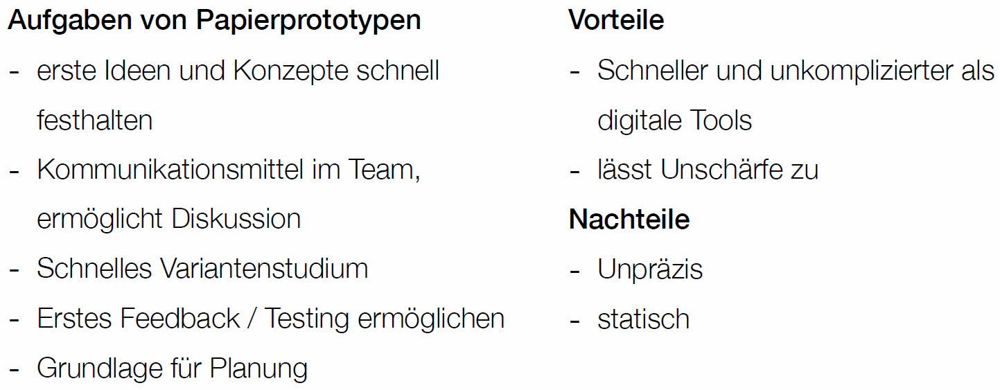 Aufgaben von Papierprototypen
- erste Ideen und Konzepte schnell
festhalten
- Kommunikationsmittel im Team,
ermöglicht Diskussion
- Schnelles Variantenstudium
- Erstes Feedback / Testing ermöglichen
- Grundlage für Planung
Vorteile
- Schneller und unkomplizierter als
digitale Tools
- lässt Unschärfe zu
Nachteile
- Unpräzis
- statisch